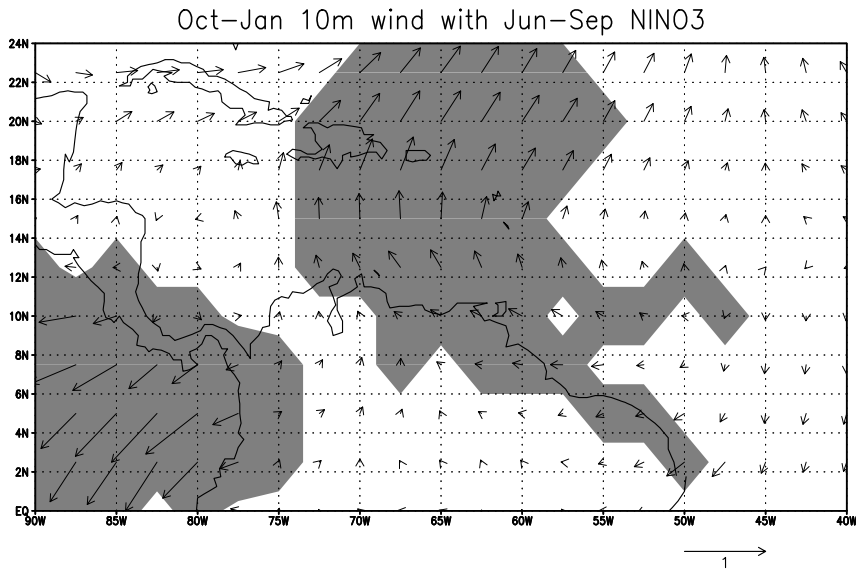 Oct-Jan 10m wind with Jun-Sep NINO3
24N
22N
20N
18N
16N
14N
12N
10N
8N
6N
4N
2N
EQ
90W 85W 80W 75W 70W 65W 60W 55W 50W 45W 40W
1